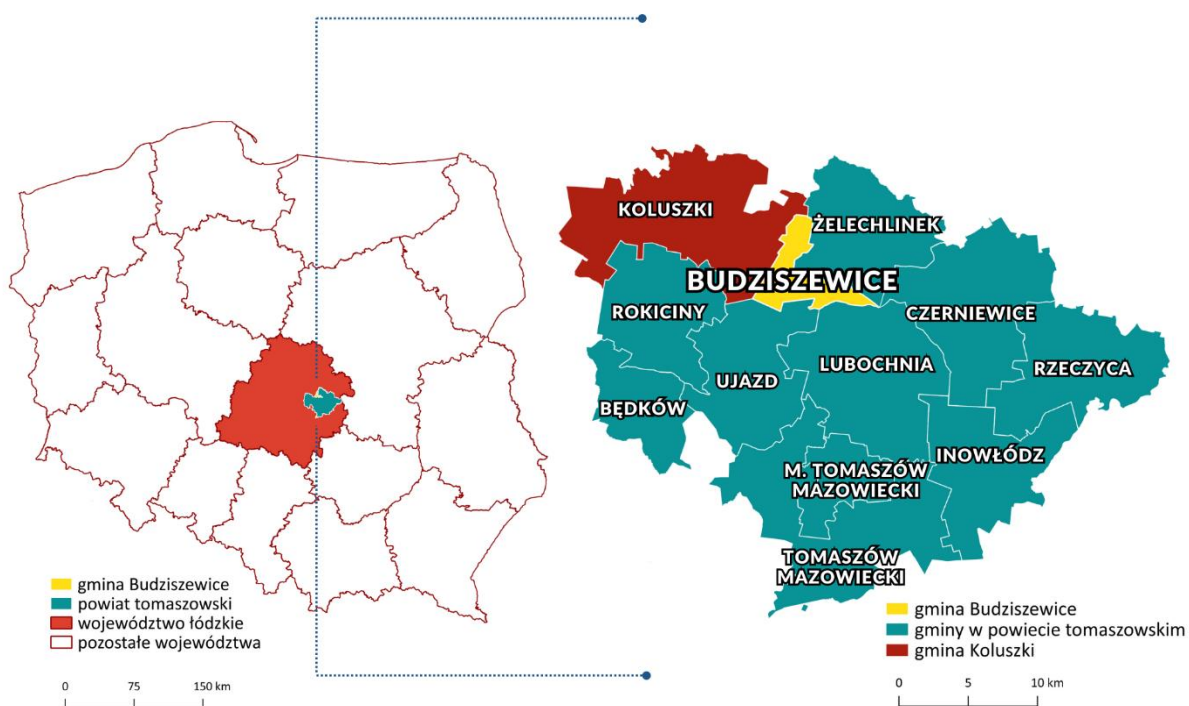 gmina Budziszewice
powiat tomaszowski
województwo łódzkie
pozostałe województwa
0 75 150 km
KOLUSZKI
ŻELECHLINEK
BUDZISZEWICE
ROKICINY
CZERNIEWICE
LUBOCHNIA
RZECZYCA
UJAZD
BĘDKÓW
INOWŁÓDZ
M. TOMASZÓW
MAZOWIECKI
TOMASZÓW
MAZOWIECKI
gmina Budziszewice
gminy w powiecie tomaszowskim
gmina Koluszki
0 5 10 km